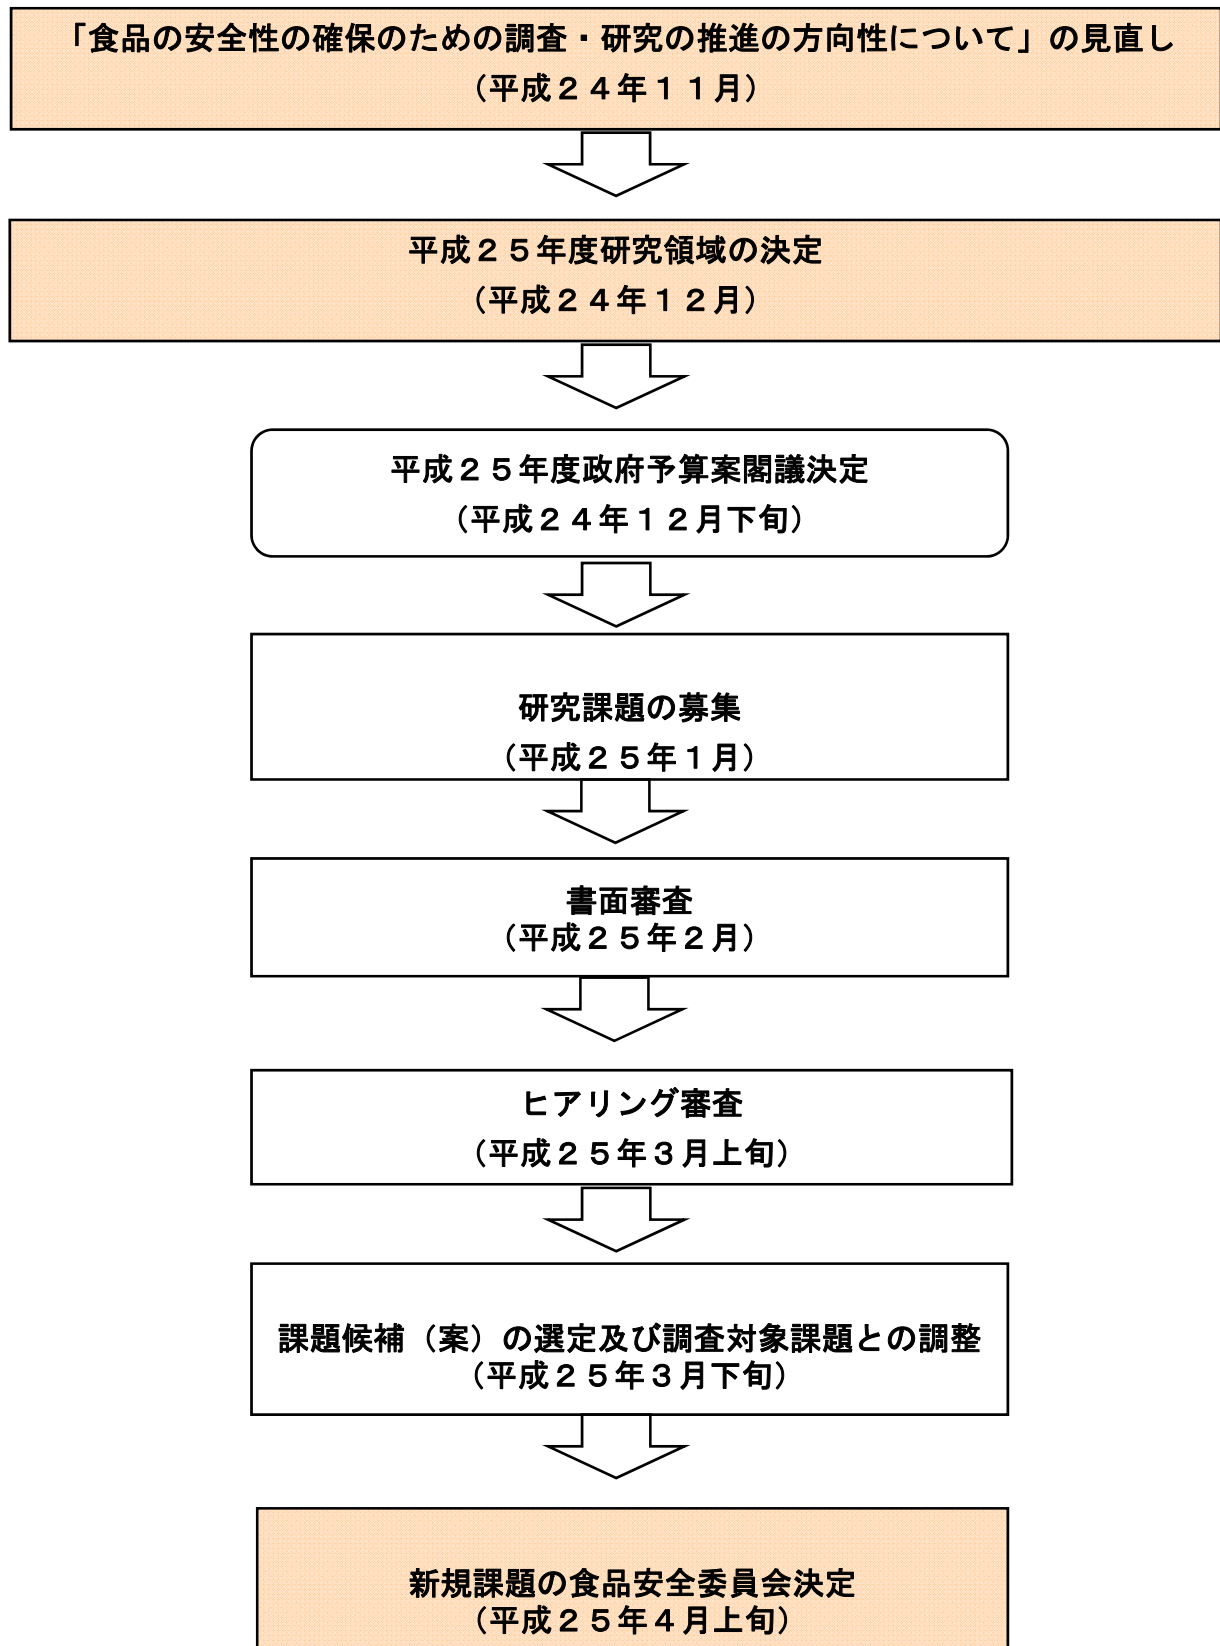 「食品の安全性の確保のための調査・研究の推進の方向性について」の見直し
（平成２４年１１月）
平成２５年度研究領域の決定
（平成２４年１２月）
平成２５年度政府予算案閣議決定
（平成２４年１２月下旬）
研究課題の募集
（平成２５年１月）
書面審査
（平成２５年２月）
ヒアリング審査
（平成２５年３月上旬）
課題候補（案）の選定及び調査対象課題との調整
（平成２５年３月下旬）
新規課題の食品安全委員会決定
（平成２５年４月上旬）